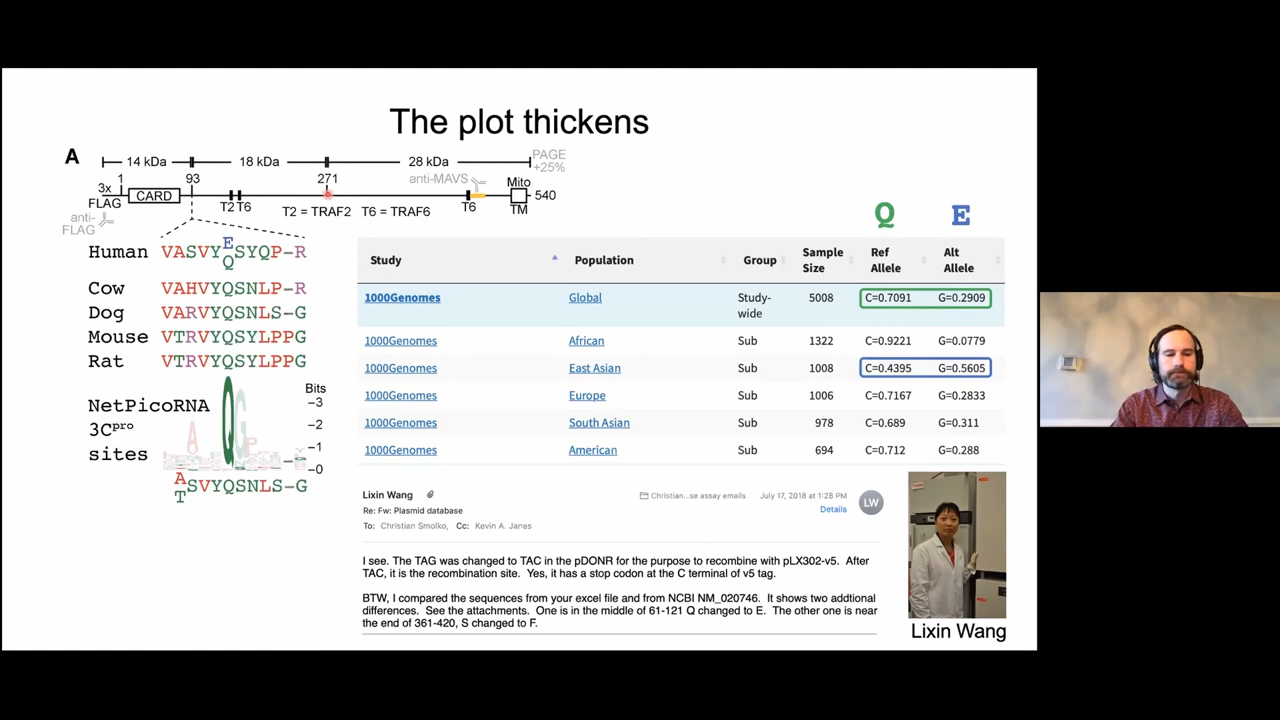 The plot thickens
A
14 kDa 18 kDa 28 kDa PAGE
+25%
1 93 271 anti-MAVS Mito
3x
FLAG CARD T2 T6 T2 = TRAF2 T6 = TRAF6 T6 TM 540
anti-
FLAG
E
Human VASVYQSYQP-R
Cow VAHVYQSNLP-R
Dog VARVYQSNLS-G
Mouse VTRVYQSYLPPG
Rat VTRVYQSYLPPG
Bits
NetPicoRNA
3Cpro
sites
-3
-2
-1
-0
A
TSVYQSNLS-G
Q E
Study Population Group Sample Size Ref Allele Alt Allele
1000Genomes Global Study-wide 5008 C=0.7091 G=0.2909
1000Genomes African Sub 1322 C=0.9221 G=0.0779
1000Genomes East Asian Sub 1008 C=0.4395 G=0.5605
1000Genomes Europe Sub 1006 C=0.7167 G=0.2833
1000Genomes South Asian Sub 978 C=0.689 G=0.311
1000Genomes American Sub 694 C=0.712 G=0.288
Lixin Wang Christian...se assay emails July 17, 2018 at 1:28 PM
LW
Re: Fw: Plasmid database Details
To: Christian Smolko, Cc: Kevin A. Janes
I see. The TAG was changed to TAC in the pDONR for the purpose to recombine with pLX302-v5. After
TAC, it is the recombination site. Yes, it has a stop codon at the C terminal of v5 tag.
BTW, I compared the sequences from your excel file and from NCBI NM_020746. It shows two addtional
differences. See the attachments. One is in the middle of 61-121 Q changed to E. The other one is near
the end of 361-420, S changed to F.
Lixin Wang